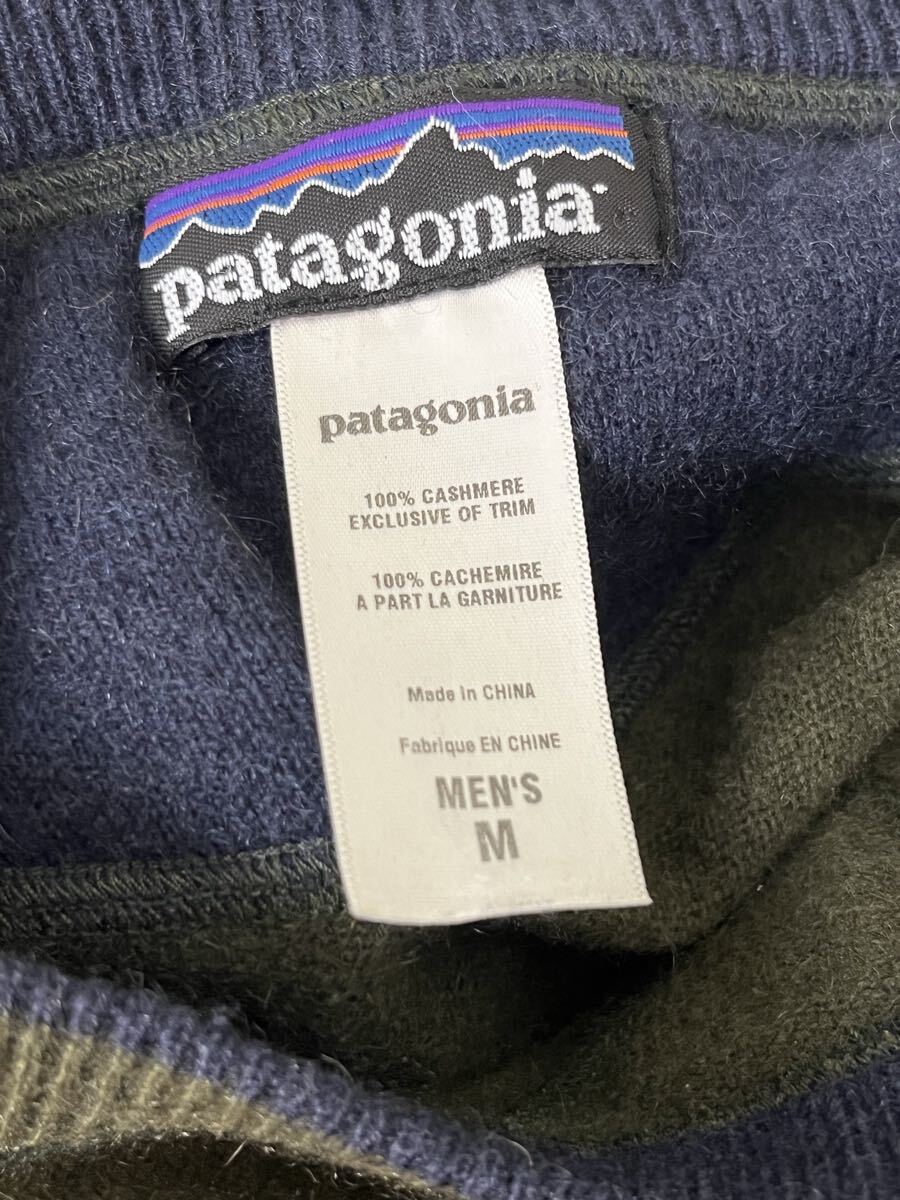 patagonia
patagonia
100% CASHMERE
EXCLUSIVE OF TRIM
100% CACHEMIRE
A PART LA GARNITURE
Made In CHINA
Fabrique EN CHINE
MEN'S
M